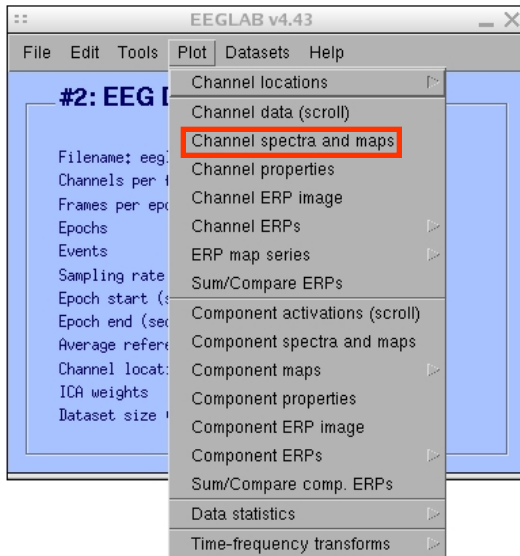 EEGLAB v4.43
File Edit Tools Plot Datasets Help
#2: EEG
Filename: eegl
Channels per
Frames per epo
Epochs
Events
Sampling rate
Epoch start (s
Epoch end (sec
Average refere
Channel locat
ICA weights
Dataset size
Channel locations
Channel data (scroll)
Channel spectra and maps
Channel properties
Channel ERP image
Channel ERPs
ERP map series
Sum/Compare ERPs
Component activations (scroll)
Component spectra and maps
Component maps
Component properties
Component ERP image
Component ERPs
Sum/Compare comp. ERPs
Data statistics
Time-frequency transforms